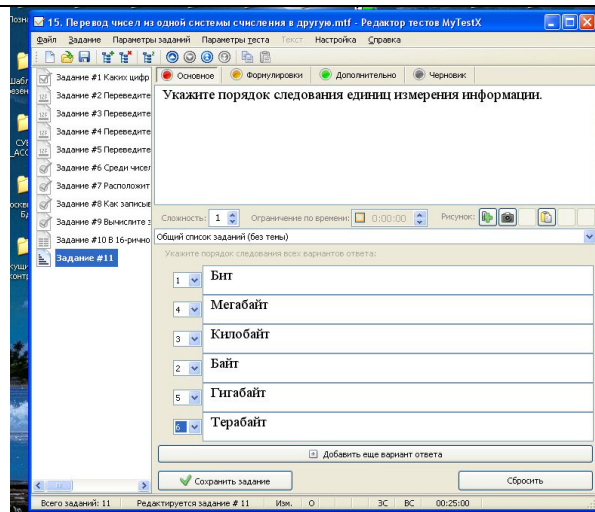 15. Перевод чисел из одной системы счисления в другую.mtf - Редактор тестов MyTestX
Файл Задание Параметры заданий Параметры теста Текст Настройка Справка
Основное Формулировки Дополнительно Черновик
Задание #1 Каких цифр
Задание #2 Переведите
Задание #3 Переведите
Задание #4 Переведите
Задание #5 Переведите
Задание #6 Среди чисел
Задание #7 Расположит
Задание #8 Как записыв
Задание #9 Вычислите з
Задание #10 В 16-рично
Задание #11
Укажите порядок следования единиц измерения информации.
Сложность: 1 Ограничение по времени: 0:00:00 Рисунок:
Общий список заданий (без темы)
Укажите порядок следования всех вариантов ответа:
1 Бит
4 Мегабайт
3 Килобайт
2 Байт
5 Гигабайт
6 Терабайт
Добавить еще вариант ответа
Сохранить задание Сбросить
Всего заданий: 11 Редактируется задание # 11 Изм. О ЗС ВС 00:25:00